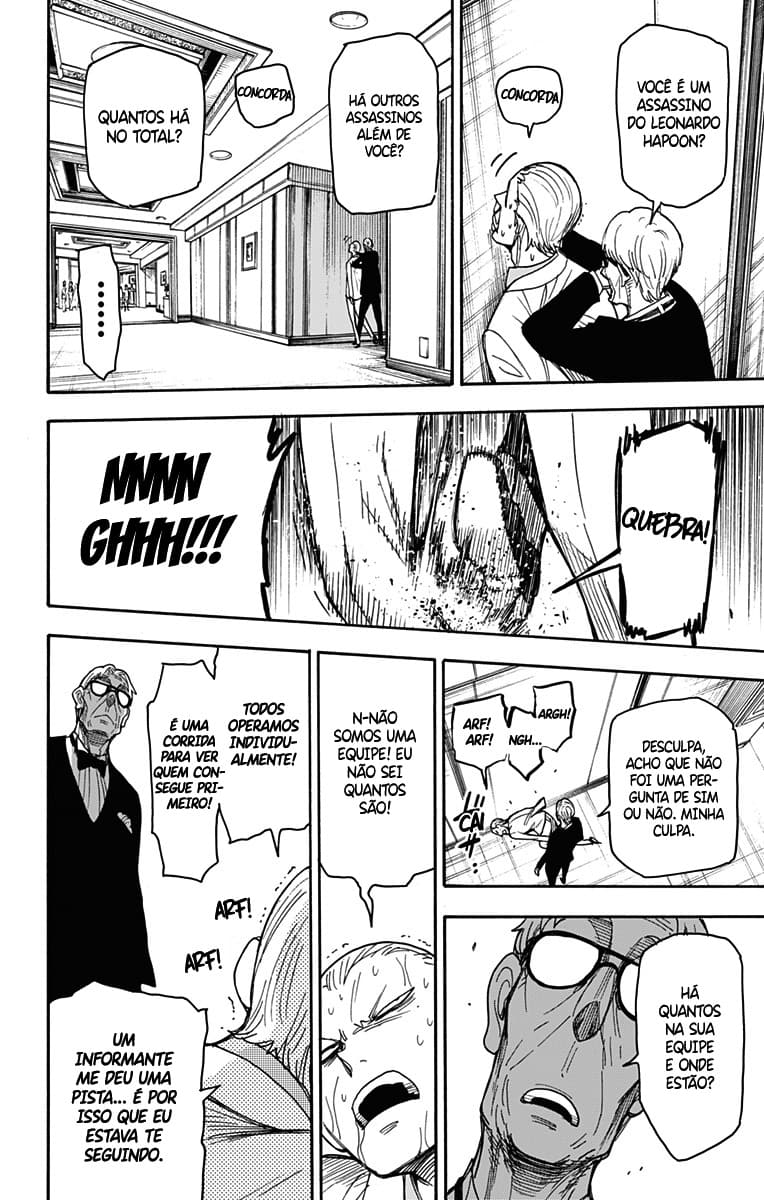 VOCÊ É UM
ASSASSINO
DO LEONARDO
HAPOON?
CONCORDA
HÁ OUTROS
ASSASSINOS
ALÉM DE
VOCÊ?
CONCORDA
QUANTOS HÁ
NO TOTAL?
......
QUEBRA!
NNNN
GHHH!!!
DESCULPA,
ACHO QUE NÃO
FOI UMA PER-
GUNTA DE SIM
OU NÃO. MINHA
CULPA.
ARGH!
NGH...
ARF!
ARF!
CAI
HÁ
QUANTOS
NA SUA
EQUIPE
E ONDE
ESTÃO?
N-NÃO
SOMOS UMA
EQUIPE! EU
NÃO SEI
QUANTOS
SÃO!
TODOS
OPERAMOS
INDIVIDU-
ALMENTE!
É UMA
CORRIDA
PARA VER
QUEM CON-
SEGUE PRI-
MEIRO!
ARF!
ARF!
UM
INFORMANTE
ME DEU UMA
PISTA... É POR
ISSO QUE EU
ESTAVA TE
SEGUINDO.